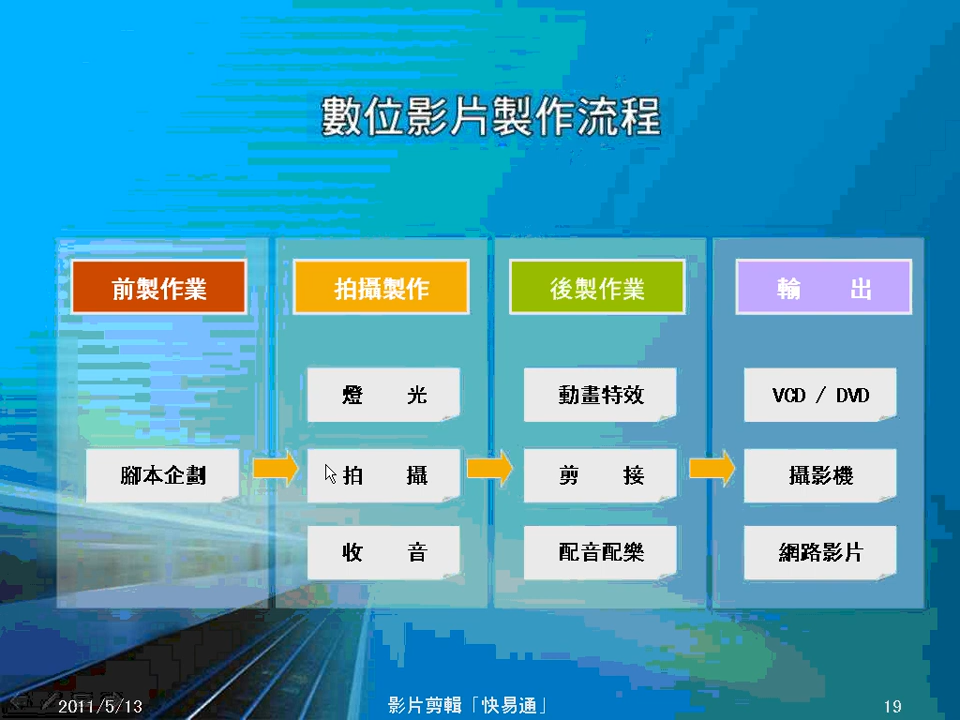 數位影片製作流程
前製作業
拍攝製作
後製作業
輸 出
燈 光
動畫特效
VCD / DVD
腳本企劃
拍 攝
剪 接
攝影機
收 音
配音配樂
網路影片
2011/5/13
影片剪輯「快易通」
19